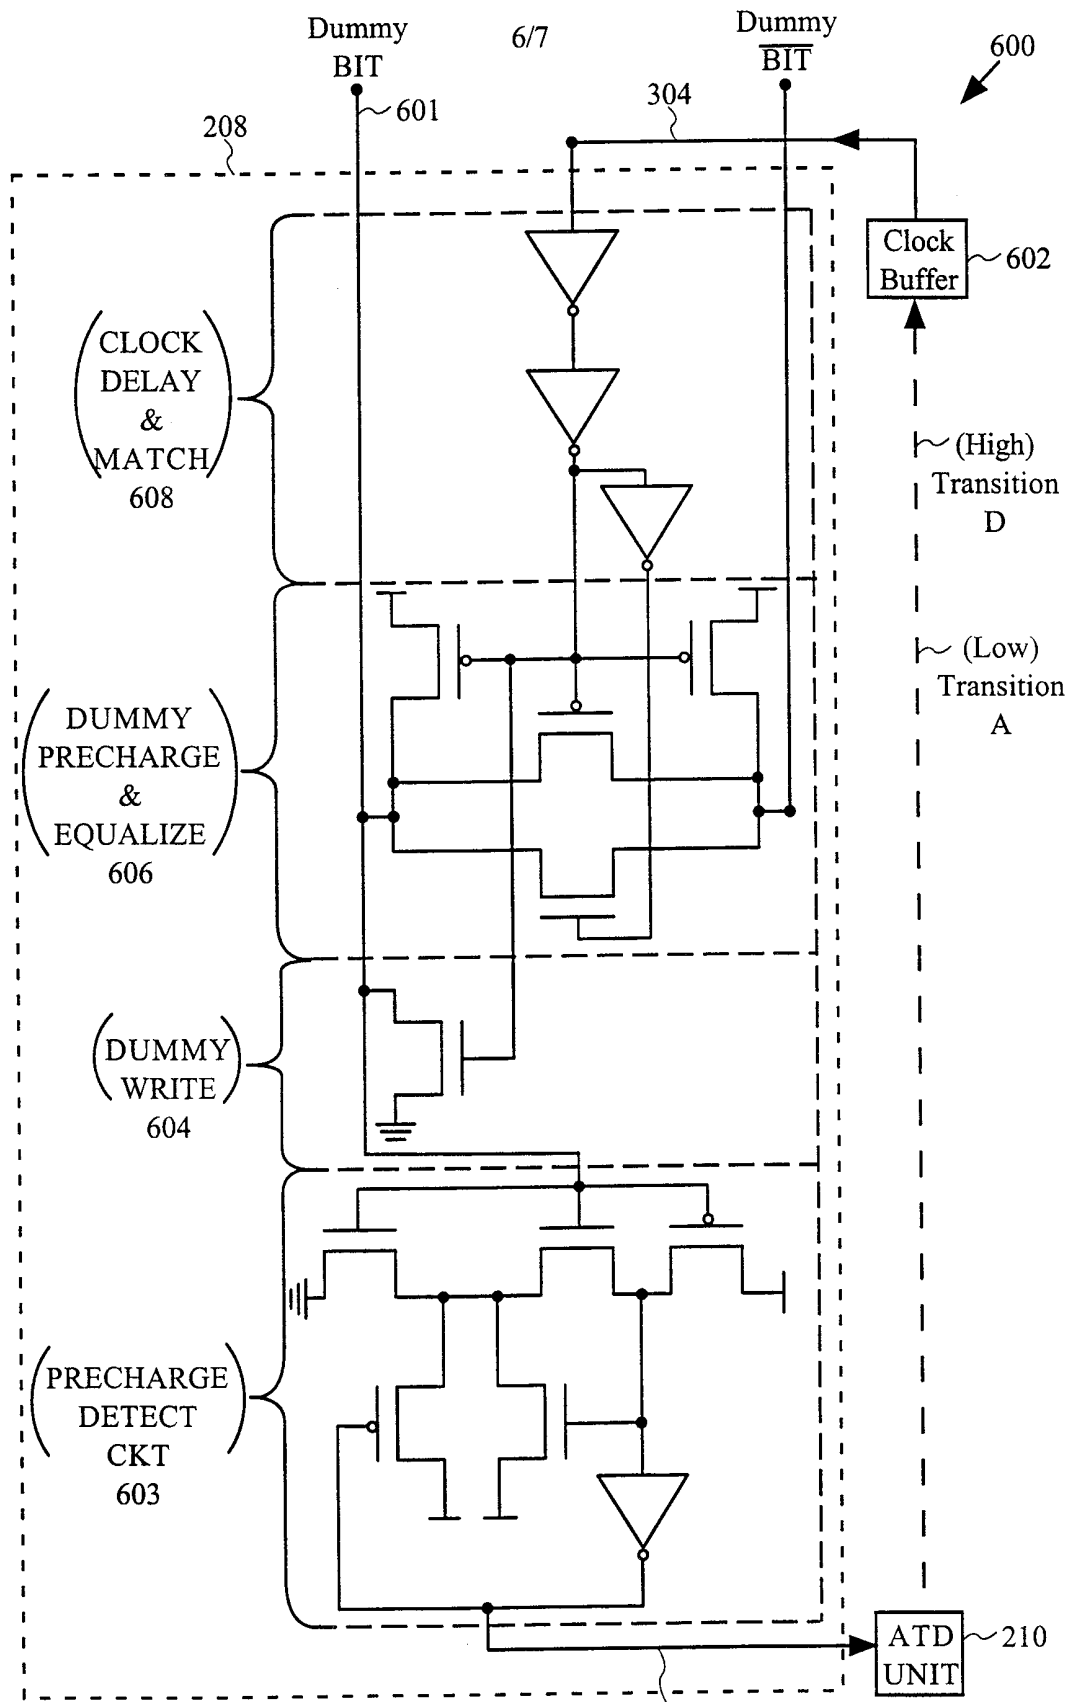 Dummy
BIT
6/7
Dummy
BIT
600
601
304
208
Clock
Buffer
602
CLOCK
DELAY
&
MATCH
608
(High)
Transition
D
(Low)
Transition
A
DUMMY
PRECHARGE
&
EQUALIZE
606
DUMMY
WRITE
604
PRECHARGE
DETECT
CKT
603
ATD
UNIT
210